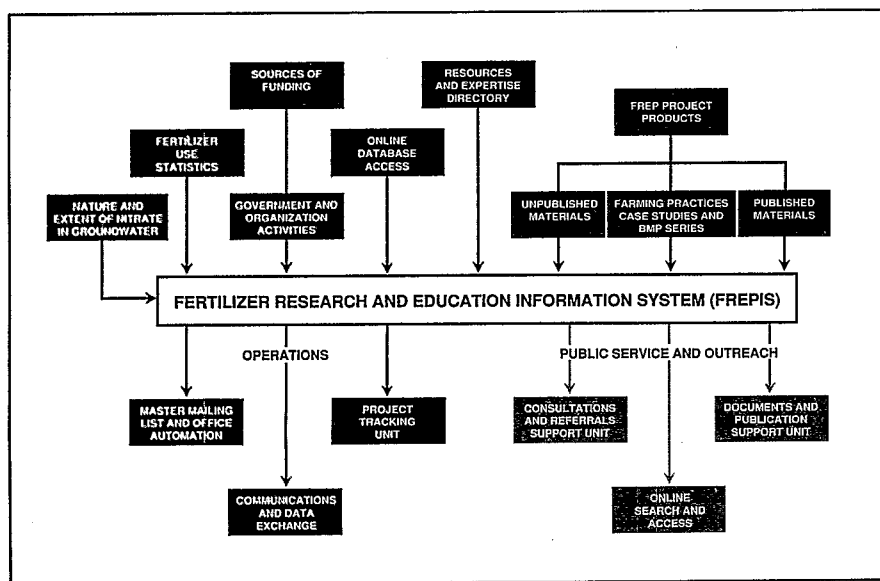 SOURCES OF
FUNDING
RESOURCES
AND EXPERTISE
DIRECTORY
FREP PROJECT
PRODUCTS
FERTILIZER
USE
STATISTICS
ONLINE
DATABASE
ACCESS
NATURE AND
EXTENT OF NITRATE
IN GROUNDWATER
GOVERNMENT AND
ORGANIZATION
ACTIVITIES
UNPUBLISHED
MATERIALS
FARMING PRACTICES
CASE STUDIES AND
BMP SERIES
PUBLISHED
MATERIALS
FERTILIZER RESEARCH AND EDUCATION INFORMATION SYSTEM (FREPIS)
OPERATIONS
PUBLIC SERVICE AND OUTREACH
MASTER MAILING
LIST AND OFFICE
AUTOMATION
PROJECT
TRACKING
UNIT
CONSULTATIONS
AND REFERRALS
SUPPORT UNIT
DOCUMENTS AND
PUBLICATION
SUPPORT UNIT
COMMUNICATIONS
AND DATA
EXCHANGE
ONLINE
SEARCH AND
ACCESS